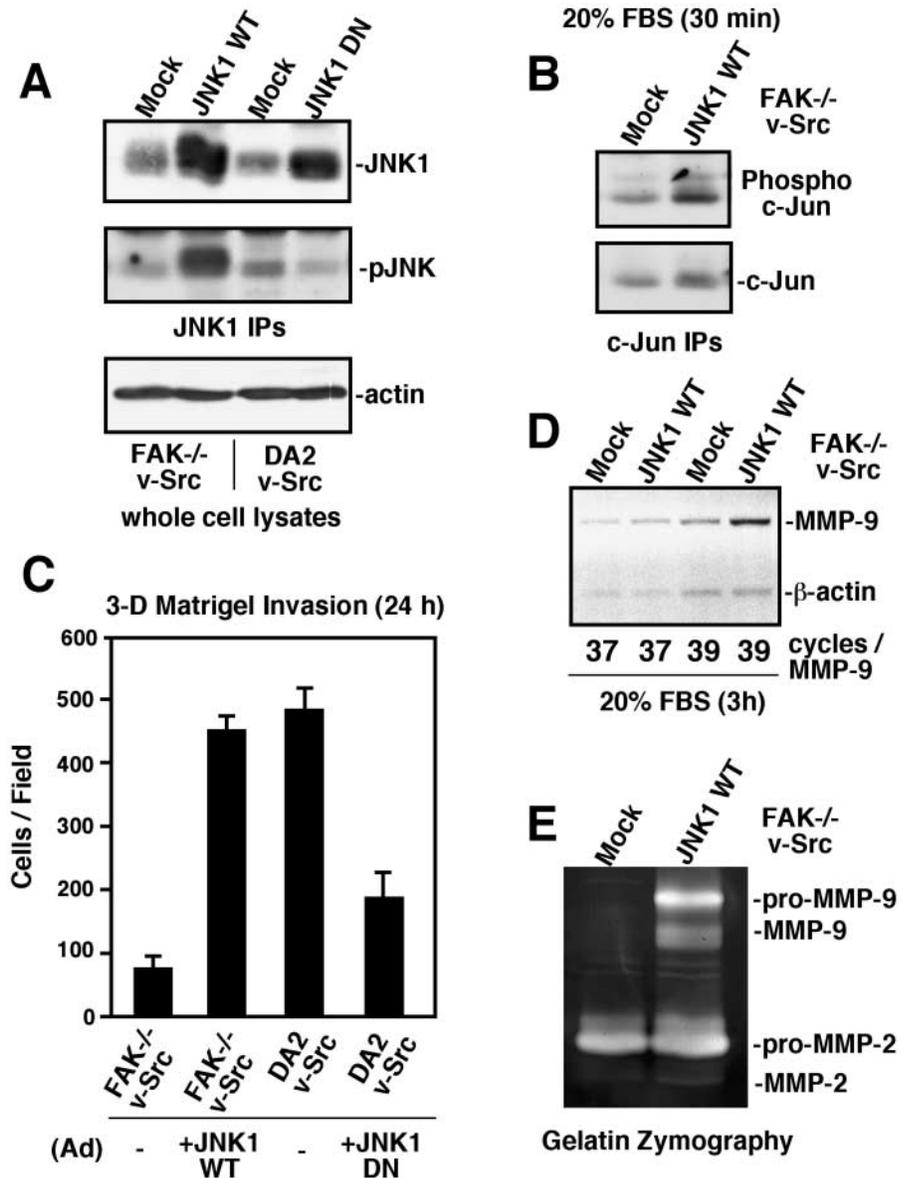 A
Mock
JNK1 WT
Mock
JNK1 DN
-JNK1
-pJNK
JNK1 IPs
-actin
FAK-/-
v-Src
DA2
v-Src
whole cell lysates
20% FBS (30 min)
B
Mock
JNK1 WT
FAK-/-
v-Src
Phospho
c-Jun
-c-Jun
c-Jun IPs
C
3-D Matrigel Invasion (24 h)
Cells / Field
600
500
400
300
200
100
0
FAK-/-
v-Src
FAK-/-
v-Src
DA2
v-Src
DA2
v-Src
(Ad)
-
+JNK1
WT
-
+JNK1
DN
D
Mock
JNK1 WT
Mock
JNK1 WT
FAK-/-
v-Src
-MMP-9
-β-actin
37 37 39 39
cycles /
MMP-9
20% FBS (3h)
E
Mock
JNK1 WT
FAK-/-
v-Src
-pro-MMP-9
-MMP-9
-pro-MMP-2
-MMP-2
Gelatin Zymography